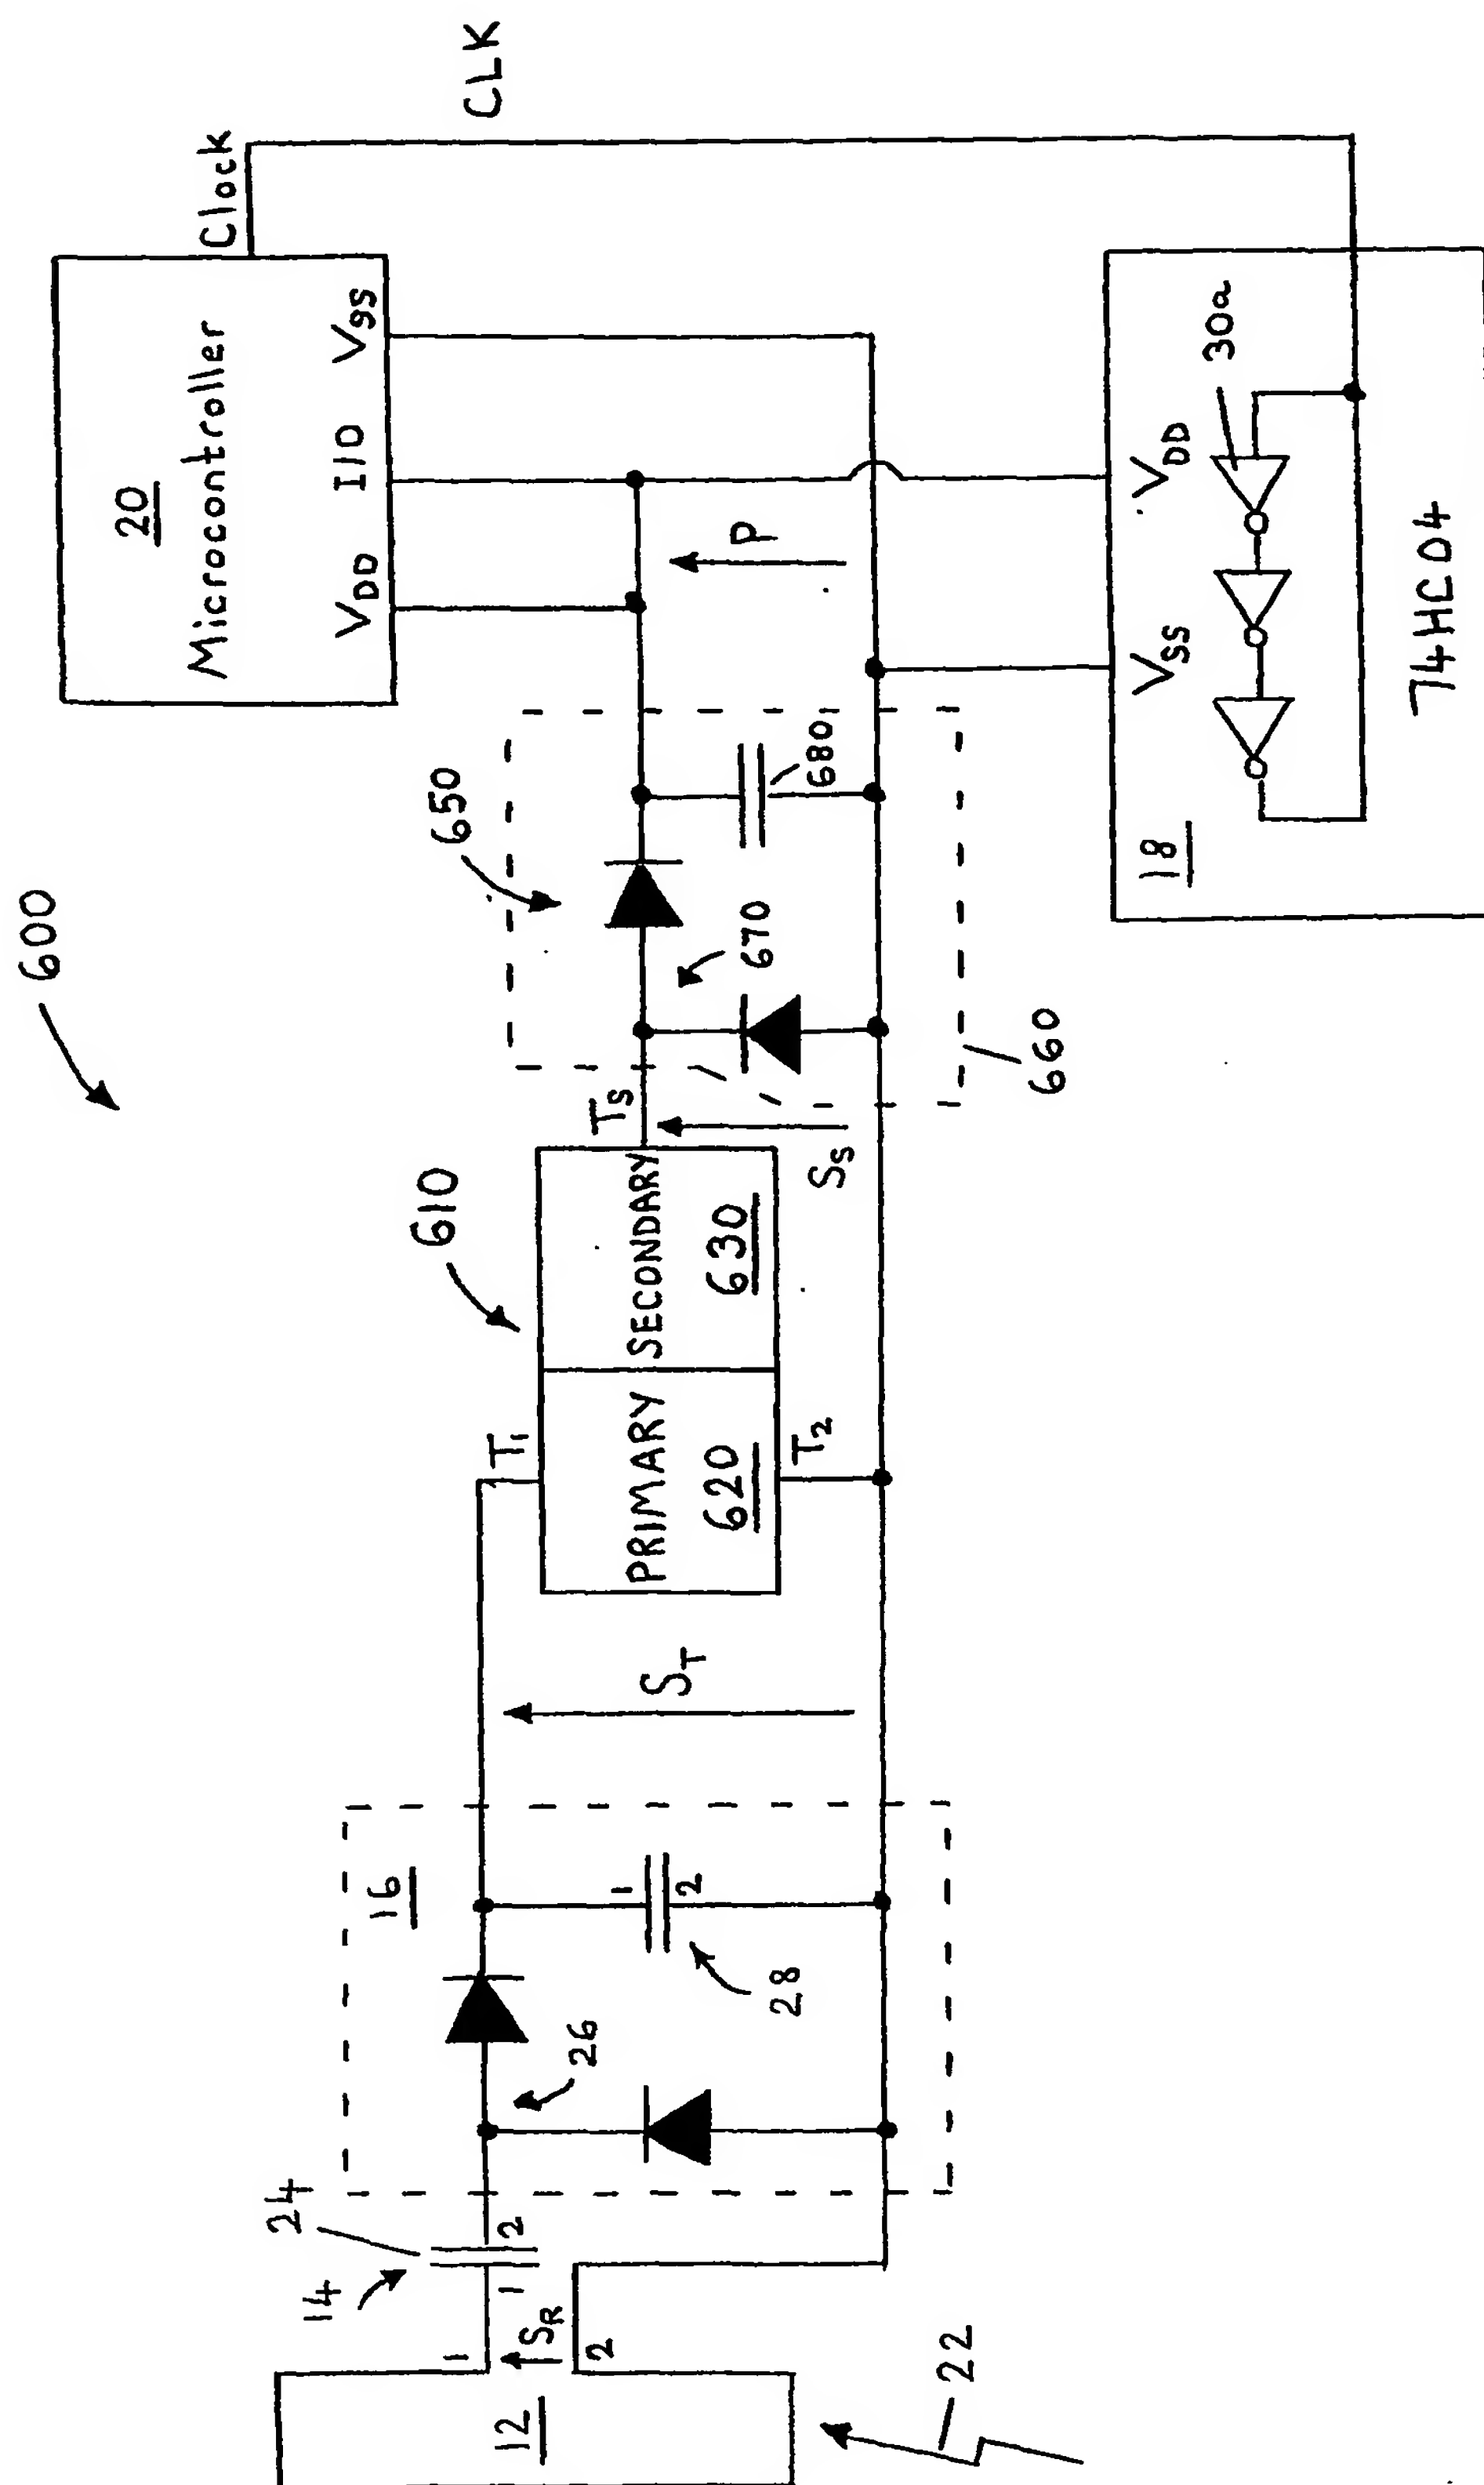 600
20
Microcontroller
VDD
I/O
Vss
Clock
CLK
650
670
680
660
P
610
TS
SS
SECONDARY
630
PRIMARY
620
T1
T2
ST
16
1
2
28
26
24
14
1
2
1
SR
2
12
22
VSS
VDD
30a
18
74HC04